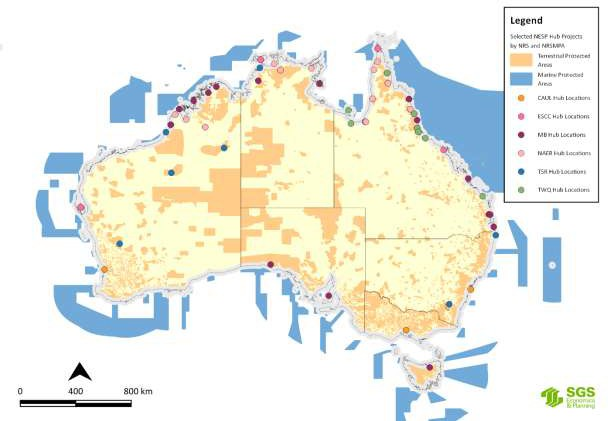 Legend
Selected NESP Hub Projects
by NRS and NRSMPA
Terrestrial Protected
Areas
Marine Protected
Areas
CAUL Hub Locations
ESCC Hub Locations
MB Hub Locations
NAER Hub Locations
TSR Hub Locations
TWQ Hub Locations
0 400 800 km
SGS
Economics
& Planning